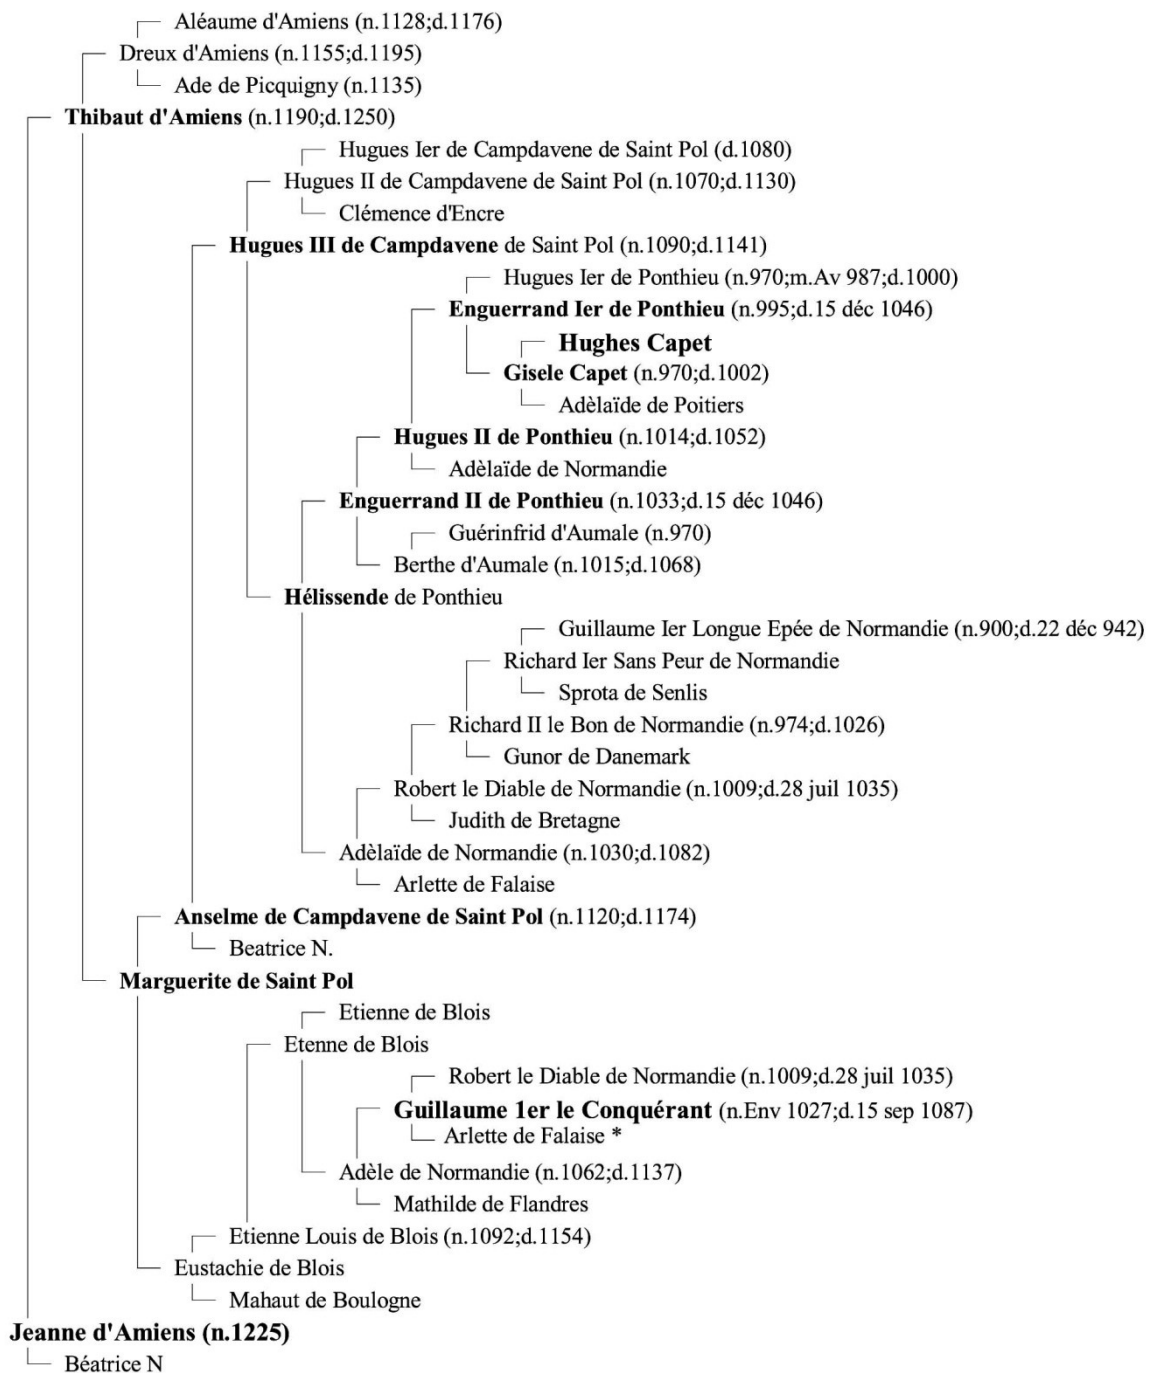 Aléaume d'Amiens (n.1128;d.1176)
Dreux d'Amiens (n.1155;d.1195)
Ade de Picquigny (n.1135)
Thibaut d'Amiens (n.1190;d.1250)
Hugues Ier de Campdavene de Saint Pol (d.1080)
Hugues II de Campdavene de Saint Pol (n.1070;d.1130)
Clémence d'Encre
Hugues III de Campdavene de Saint Pol (n.1090;d.1141)
Hugues Ier de Ponthieu (n.970;m.Av 987;d.1000)
Enguerrand Ier de Ponthieu (n.995;d.15 déc 1046)
Hughes Capet
Gisele Capet (n.970;d.1002)
Adèlaïde de Poitiers
Hugues II de Ponthieu (n.1014;d.1052)
Adèlaïde de Normandie
Enguerrand II de Ponthieu (n.1033;d.15 déc 1046)
Guérinfrid d'Aumale (n.970)
Berthe d'Aumale (n.1015;d.1068)
Hélissende de Ponthieu
Guillaume Ier Longue Epée de Normandie (n.900;d.22 déc 942)
Richard Ier Sans Peur de Normandie
Sprota de Senlis
Richard II le Bon de Normandie (n.974;d.1026)
Gunor de Danemark
Robert le Diable de Normandie (n.1009;d.28 juil 1035)
Judith de Bretagne
Adèlaïde de Normandie (n.1030;d.1082)
Arlette de Falaise
Anselme de Campdavene de Saint Pol (n.1120;d.1174)
Beatrice N.
Marguerite de Saint Pol
Etienne de Blois
Etenne de Blois
Robert le Diable de Normandie (n.1009;d.28 juil 1035)
Guillaume 1er le Conquérant (n.Env 1027;d.15 sep 1087)
Arlette de Falaise *
Adèle de Normandie (n.1062;d.1137)
Mathilde de Flandres
Etienne Louis de Blois (n.1092;d.1154)
Eustachie de Blois
Mahaut de Boulogne
Jeanne d'Amiens (n.1225)
Béatrice N